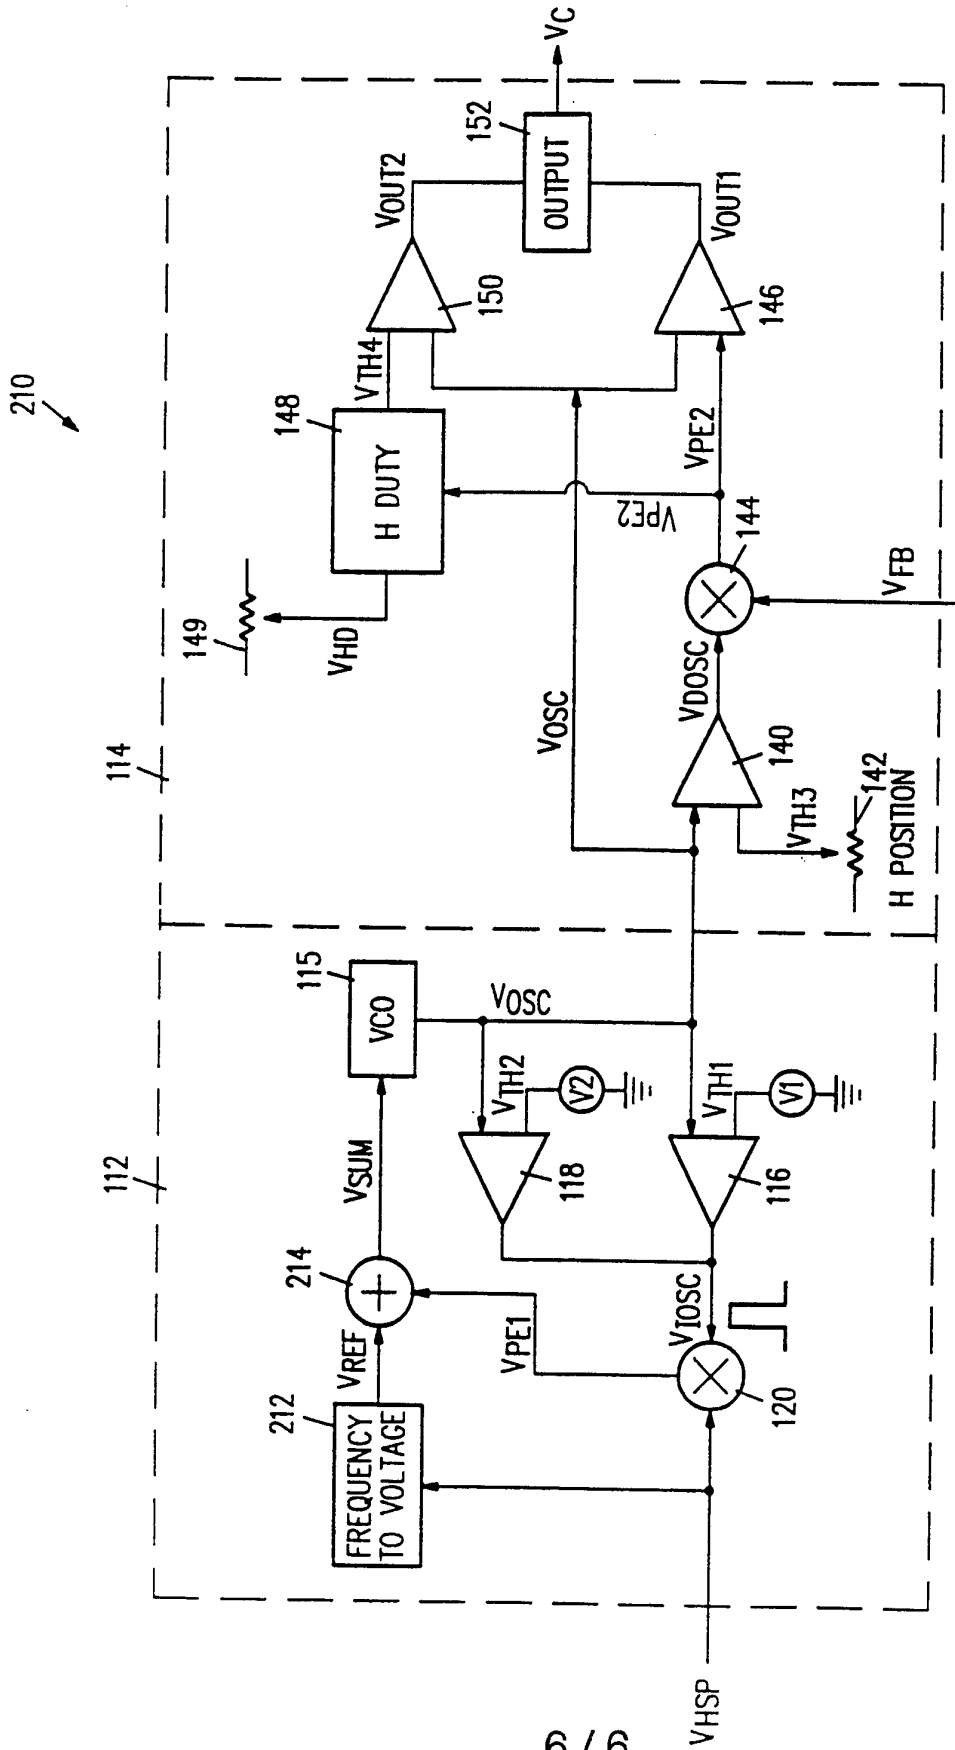 210
112
114
212
FREQUENCY
TO VOLTAGE
VREF
214
VSUM
115
VCO
VOSC
VPE1
118
VTH2
V2
116
VTH1
V1
VIOSC
120
VHSP
149
VHD
148
H DUTY
VTH4
150
VOUT2
152
OUTPUT
VC
VOSC
VPE2
140
VDOSC
VTH3
142
H POSITION
144
VFB
VPE2
146
VOUT1
6/6